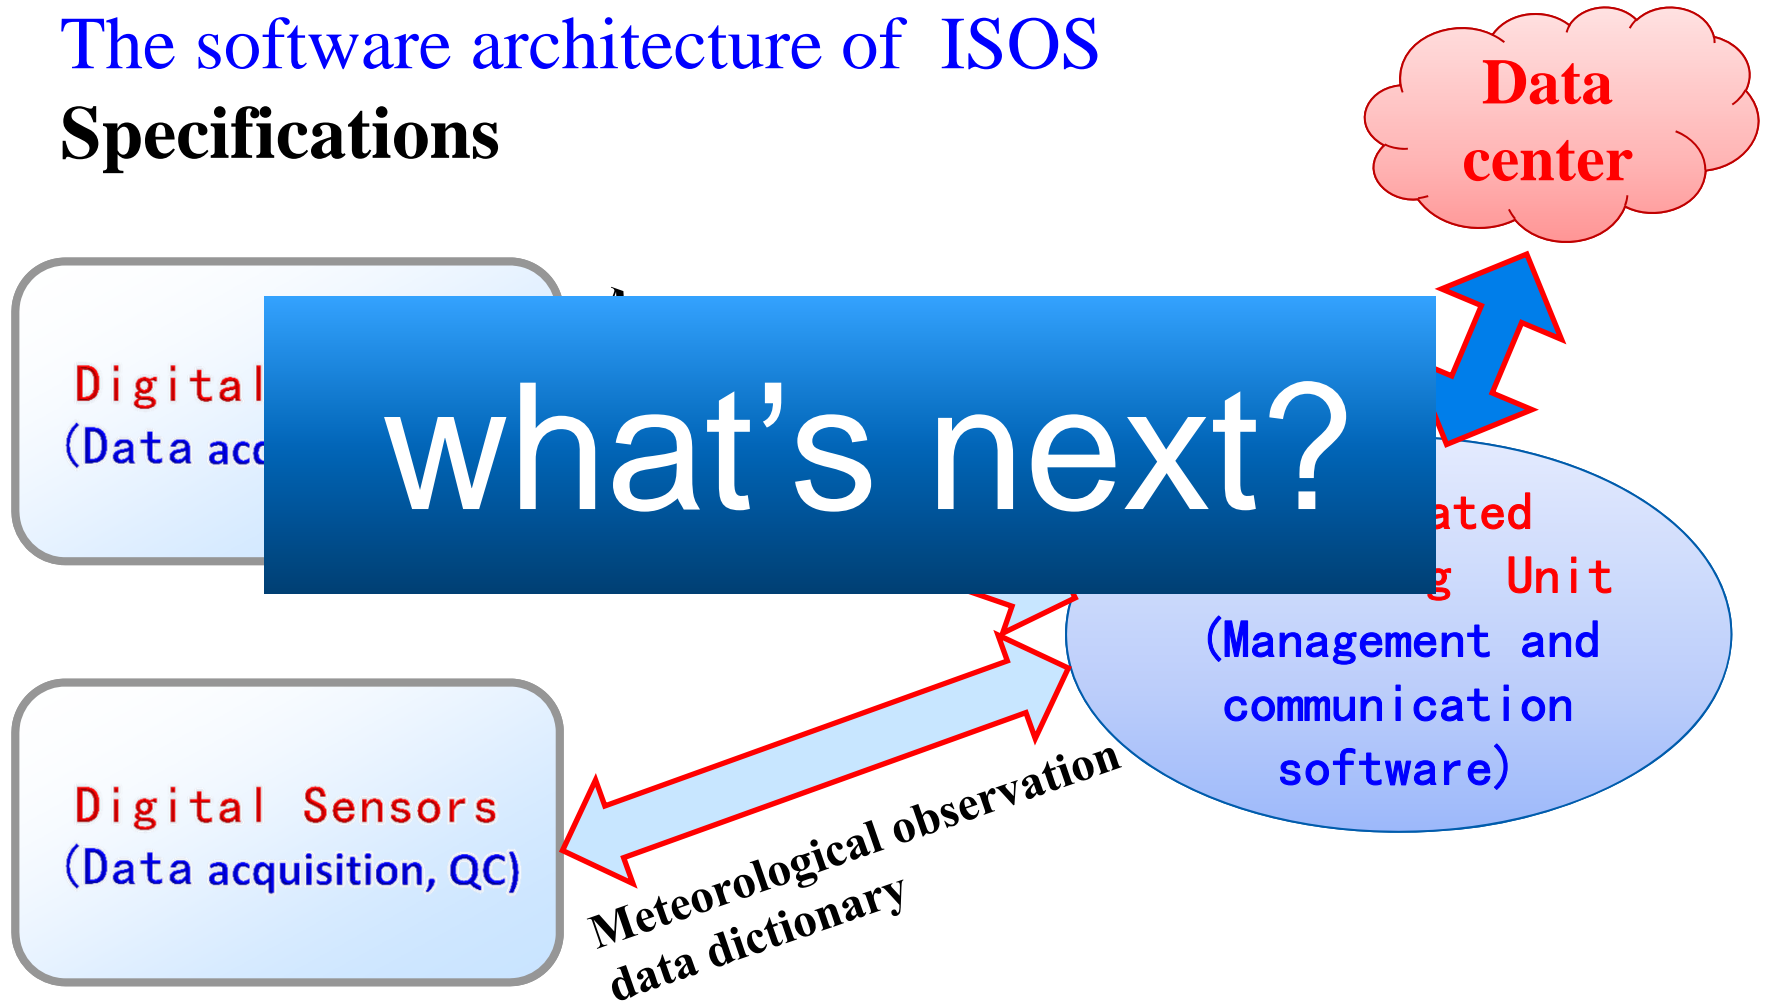 The software architecture of ISOS
Specifications
Data
center
Digital
(Data acq
what's next?
ated
g Unit
(Management and
communication
software)
Digital Sensors
(Data acquisition, QC)
Meteorological observation
data dictionary